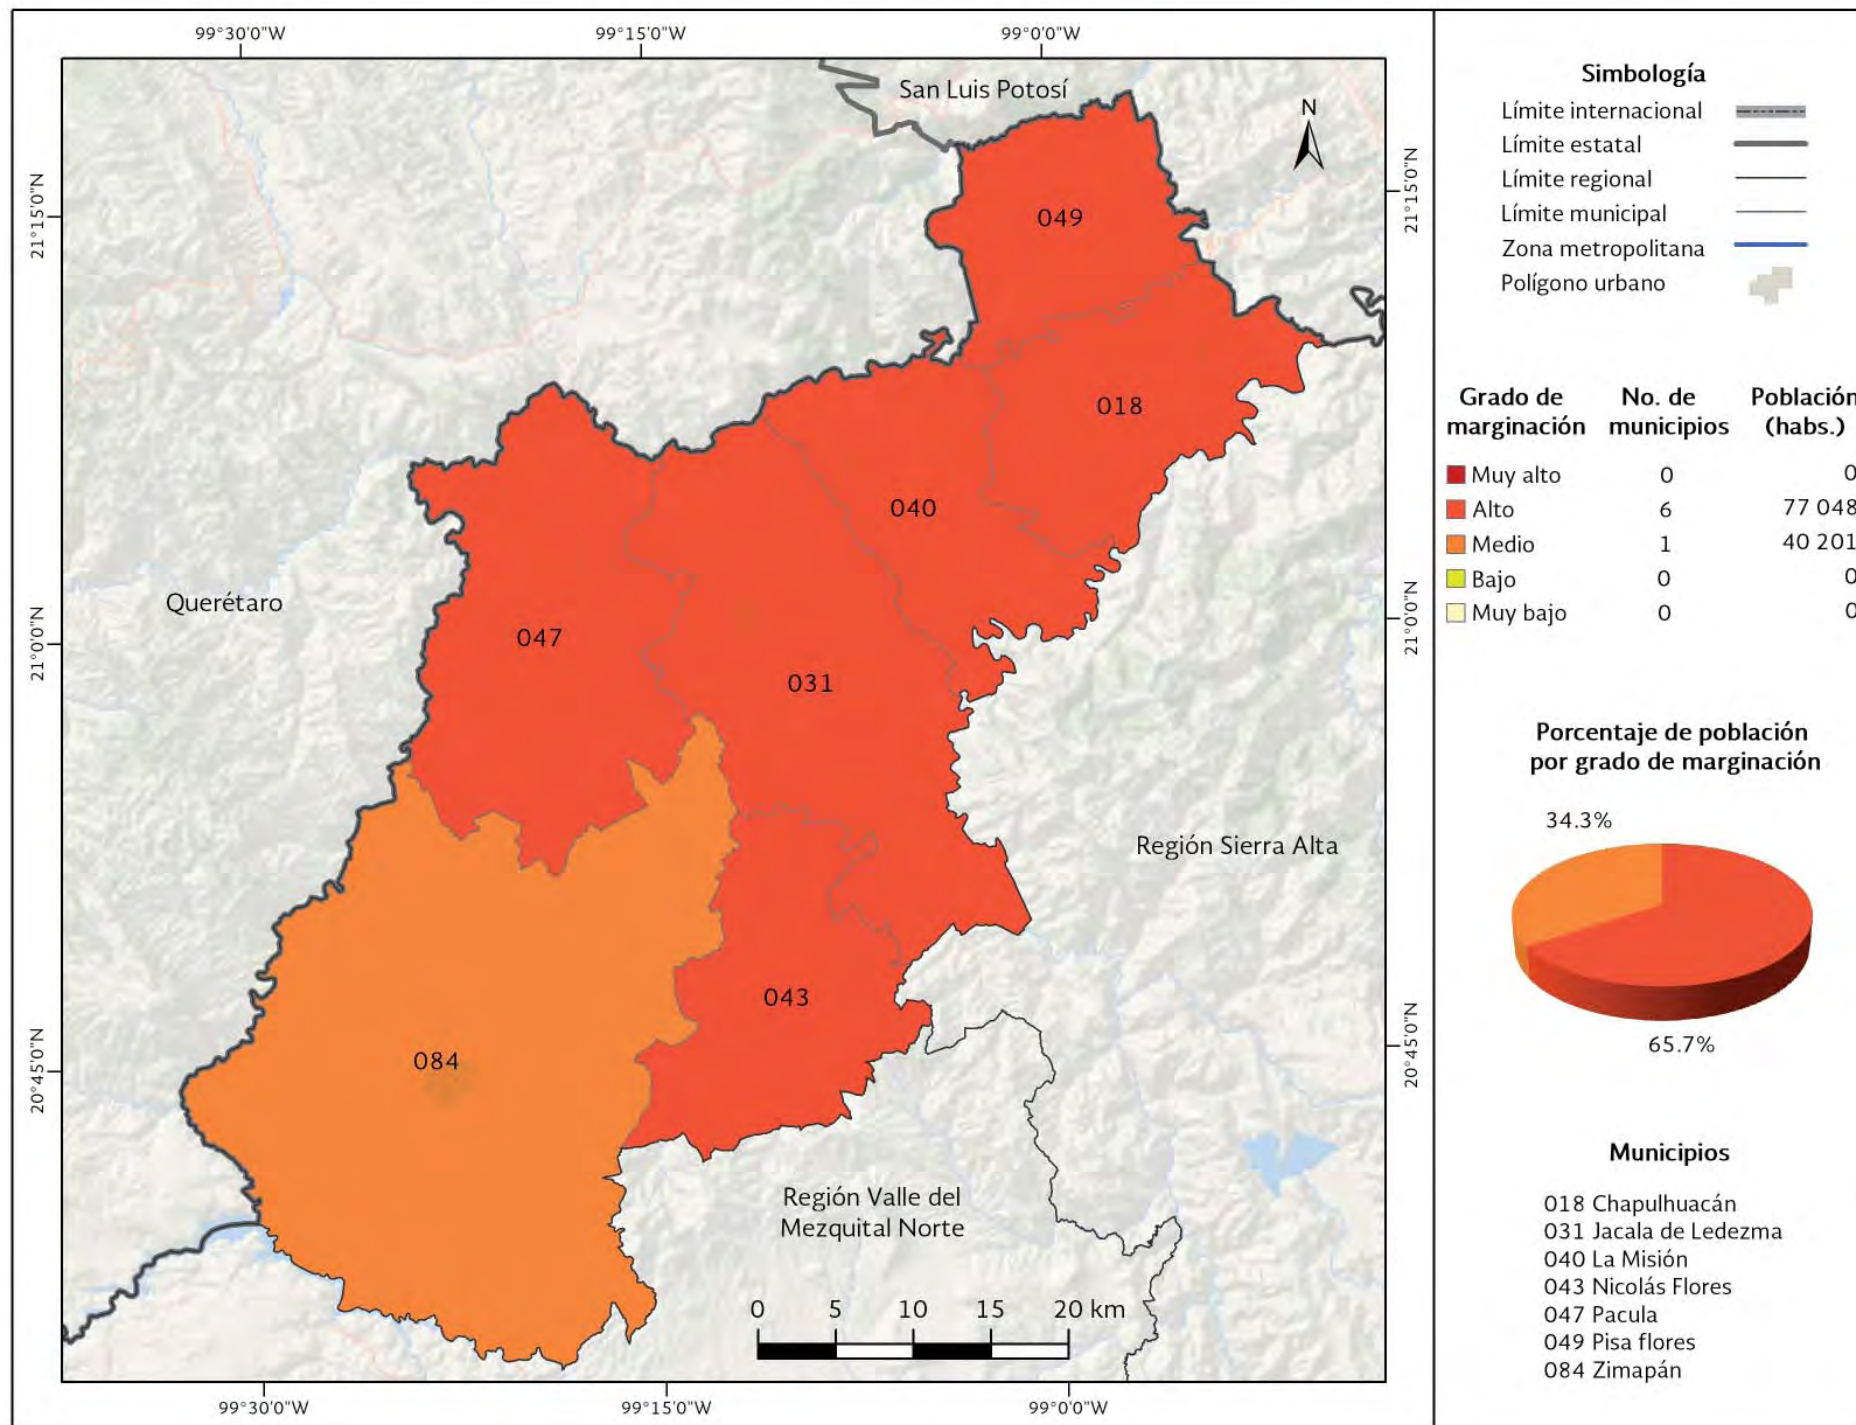 99°30'0"W 99°15'0"W 99°0'0"W
San Luis Potosí
N
21°15'0"N
21°15'0"N
049
018
040
Querétaro
047
21°0'0"N
21°0'0"N
031
Región Sierra Alta
043
084
20°45'0"N
20°45'0"N
Región Valle del
Mezquital Norte
0 5 10 15 20 km
99°30'0"W 99°15'0"W 99°0'0"W
Simbología
Límite internacional
Límite estatal
Límite regional
Límite municipal
Zona metropolitana
Polígono urbano
Grado de No. de Población
marginación municipios (habs.)
Muy alto 0 0
Alto 6 77 048
Medio 1 40 201
Bajo 0 0
Muy bajo 0 0
Porcentaje de población
por grado de marginación
34.3%
65.7%
Municipios
018 Chapulhuacán
031 Jacala de Ledezma
040 La Misión
043 Nicolás Flores
047 Pacula
049 Pisa flores
084 Zimapán